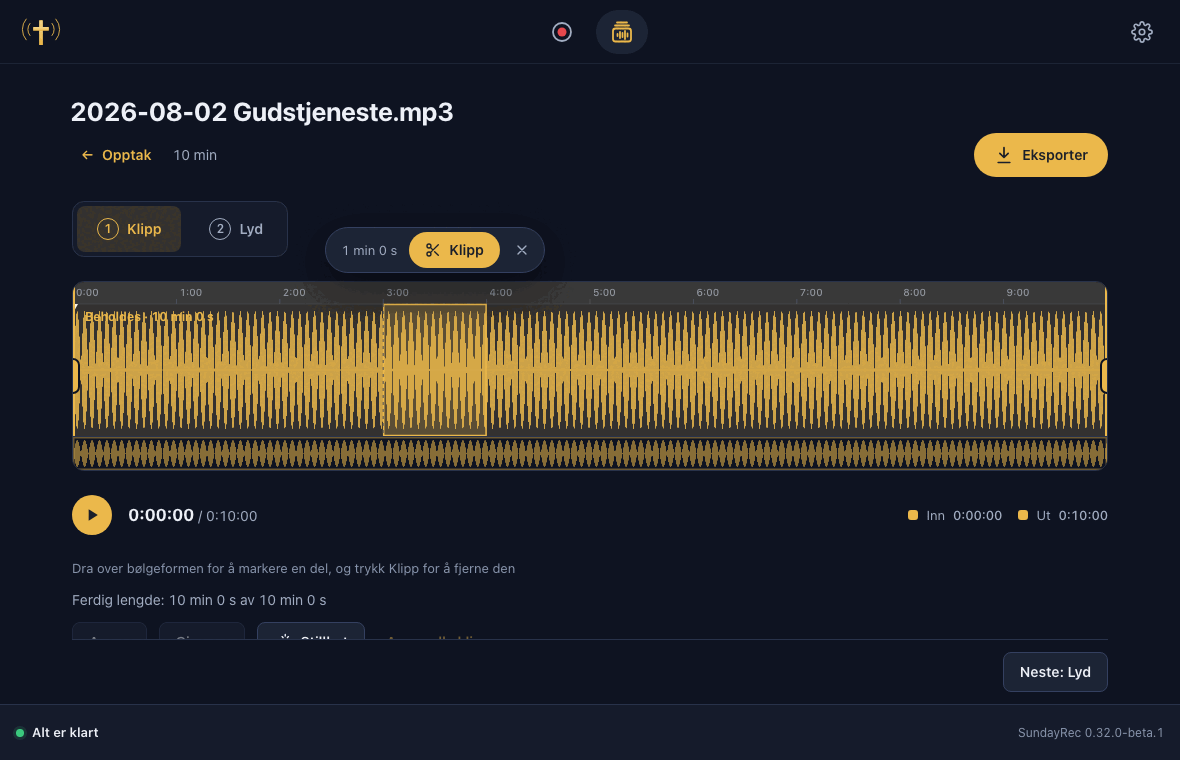 2026-08-02 Gudstjeneste.mp3
← Opptak 10 min
Eksporter
1 Klipp 2 Lyd
1 min 0 s Klipp ×
0:00 1:00 2:00 3:00 4:00 5:00 6:00 7:00 8:00 9:00
Beholdes · 10 min 0 s
0:00:00 / 0:10:00
Inn 0:00:00 Ut 0:10:00
Dra over bølgeformen for å markere en del, og trykk Klipp for å fjerne den
Ferdig lengde: 10 min 0 s av 10 min 0 s
Neste: Lyd
Alt er klart
SundayRec 0.32.0-beta.1